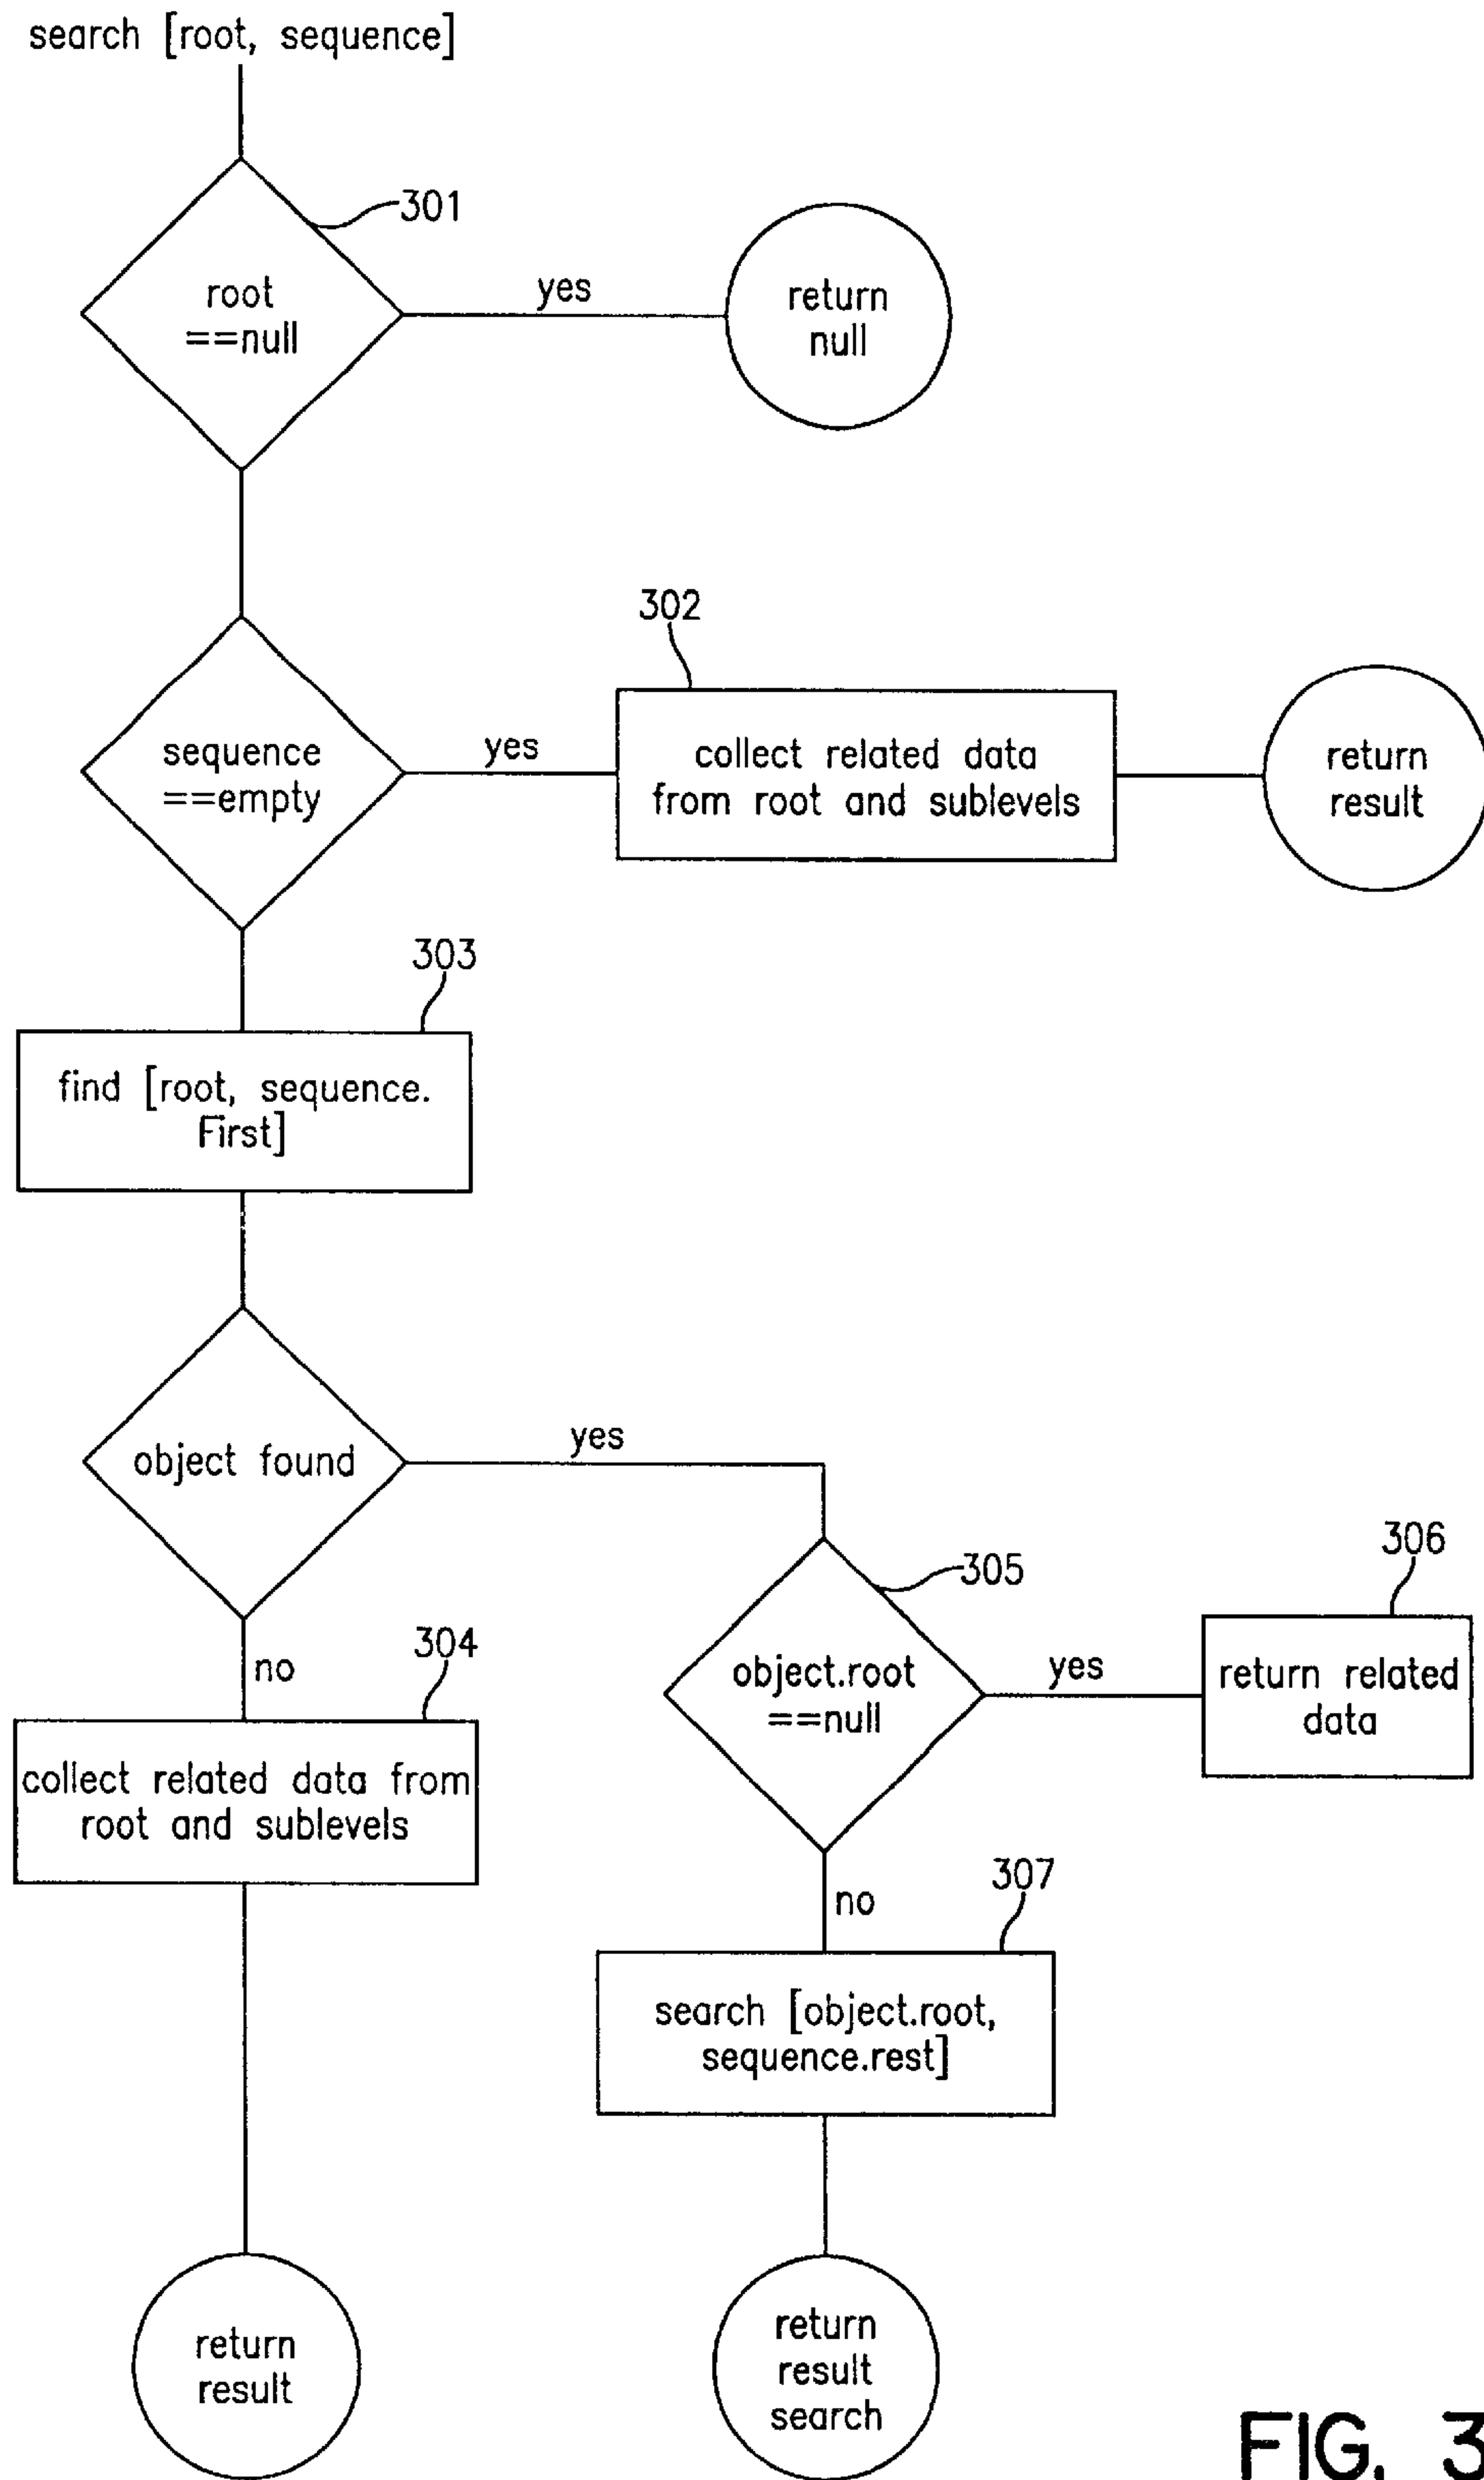 search [root, sequence]
301
root
==null
yes
return
null
302
sequence
==empty
yes
collect related data
from root and sublevels
return
result
303
find [root, sequence.
First]
object found
yes
305
306
object.root
==null
yes
return related
data
no
304
collect related data from
root and sublevels
no
307
search [object.root,
sequence.rest]
return
result
return
result
search
FIG. 3